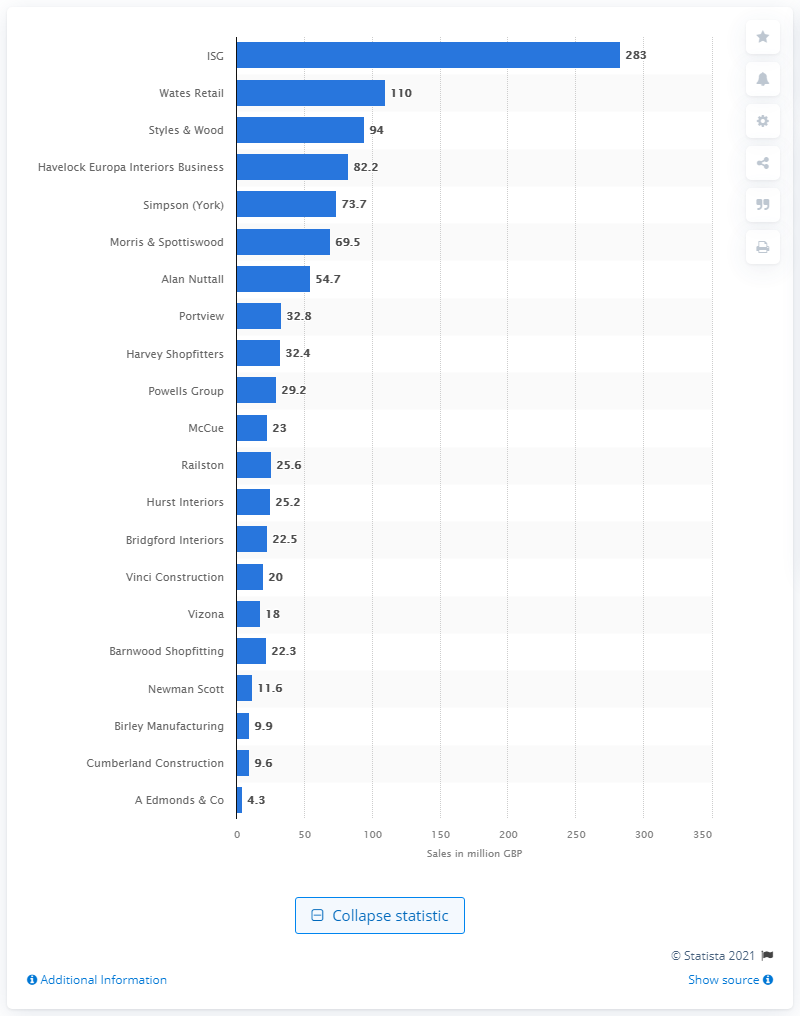 ISG 283
Wates Retail 110
Styles & Wood 94
Havelock Europa Interiors Business 82.2
Simpson (York) 73.7
Morris & Spottiswood 69.5
Alan Nuttall 54.7
Portview 32.8
Harvey Shopfitters 32.4
Powells Group 29.2
McCue 23
Railston 25.6
Hurst Interiors 25.2
Bridgford Interiors 22.5
Vinci Construction 20
Vizona 18
Barnwood Shopfitting 22.3
Newman Scott 11.6
Birley Manufacturing 9.9
Cumberland Construction 9.6
A Edmonds & Co 4.3
0 50 100 150 200 250 300 350
Sales in million GBP
Collapse statistic
© Statista 2021
Additional Information Show source